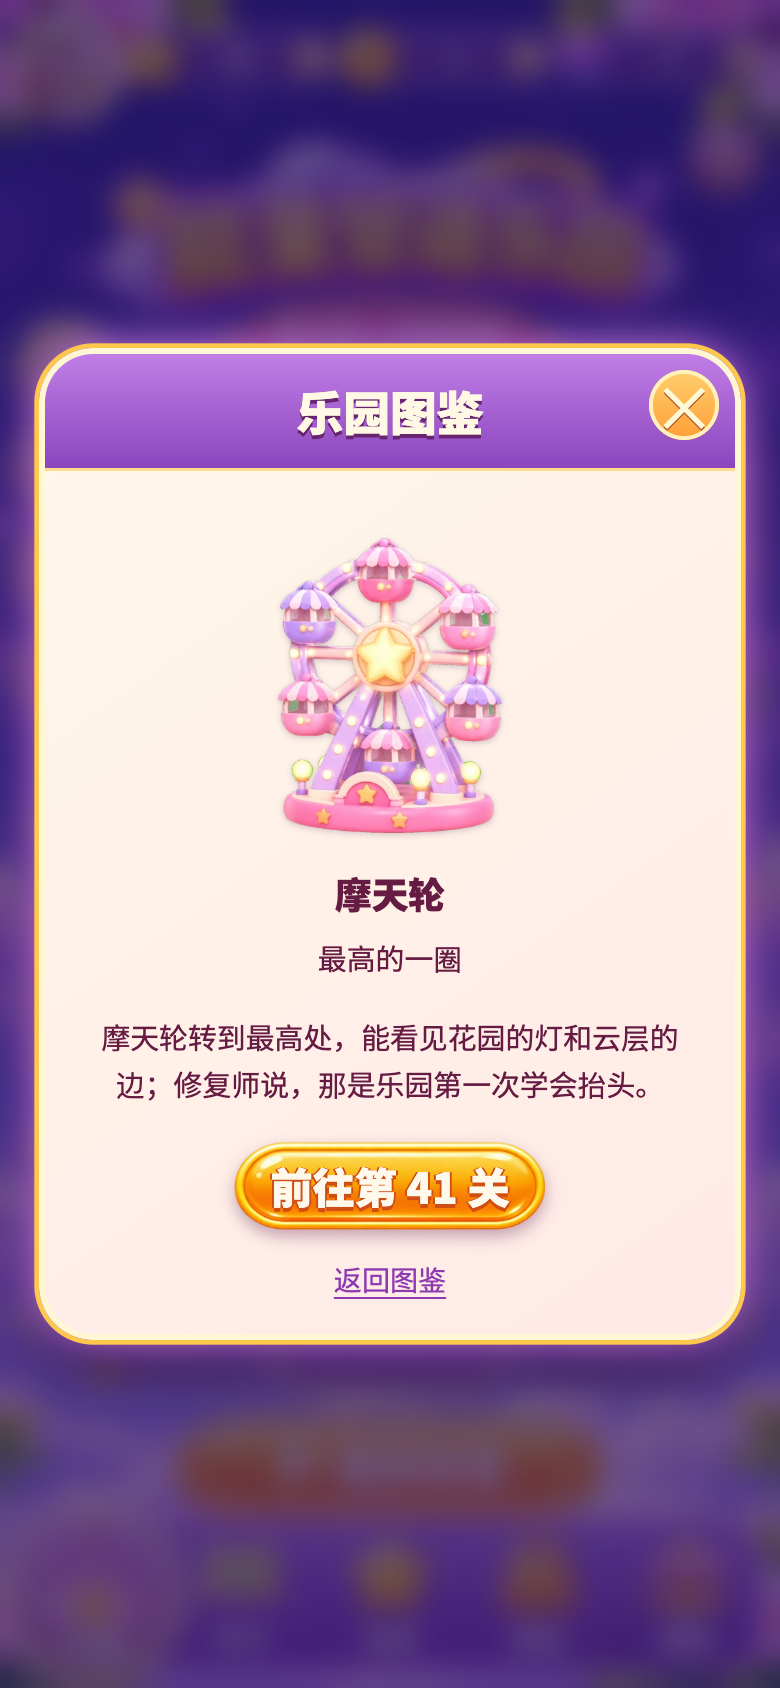 乐园图鉴
摩天轮
最高的一圈
摩天轮转到最高处，能看见花园的灯和云层的
边；修复师说，那是乐园第一次学会抬头。
前往第 41 关
返回图鉴